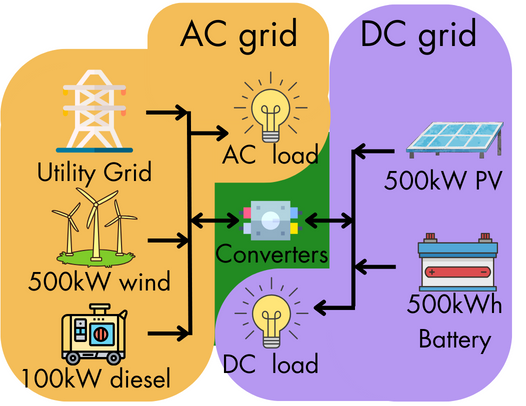 AC grid
DC grid
Utility Grid
AC load
500kW PV
500kW wind
Converters
500kWh
Battery
100kW diesel
DC load